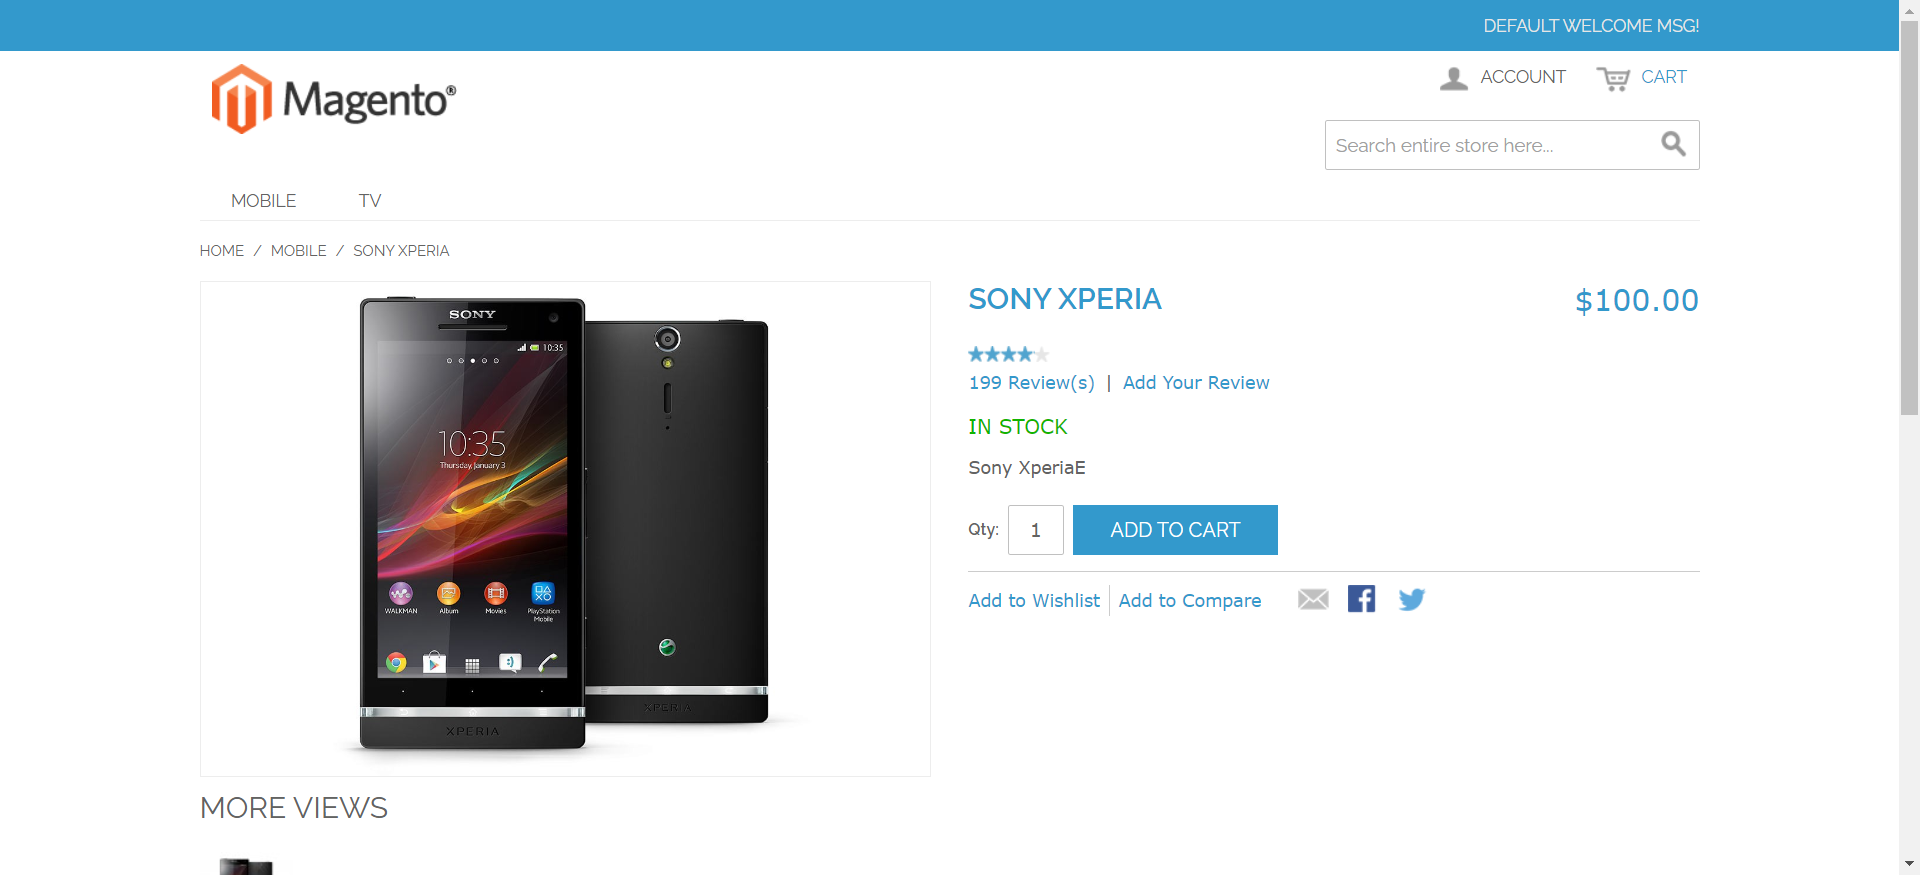 DEFAULT WELCOME MSG!
Magento®
ACCOUNT
CART
Search entire store here...
MOBILE
TV
HOME / MOBILE / SONY XPERIA
SONY
10:35
10:35
Thursday, January 3
WALKMAN
Album
Movies
PlayStation Mobile
XPERIA
XPERIA
SONY XPERIA
$100.00
199 Review(s) | Add Your Review
IN STOCK
Sony XperiaE
Qty: 1 ADD TO CART
Add to Wishlist Add to Compare
MORE VIEWS